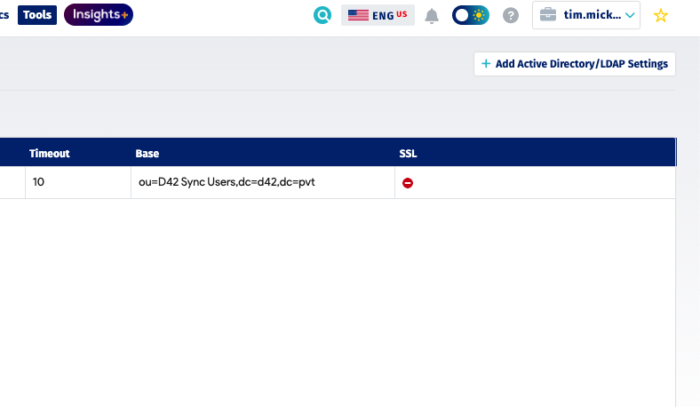 cs Tools Insights+ ENG US tim.mick...
+ Add Active Directory/LDAP Settings
Timeout Base SSL
10 ou=D42 Sync Users,dc=d42,dc=pvt